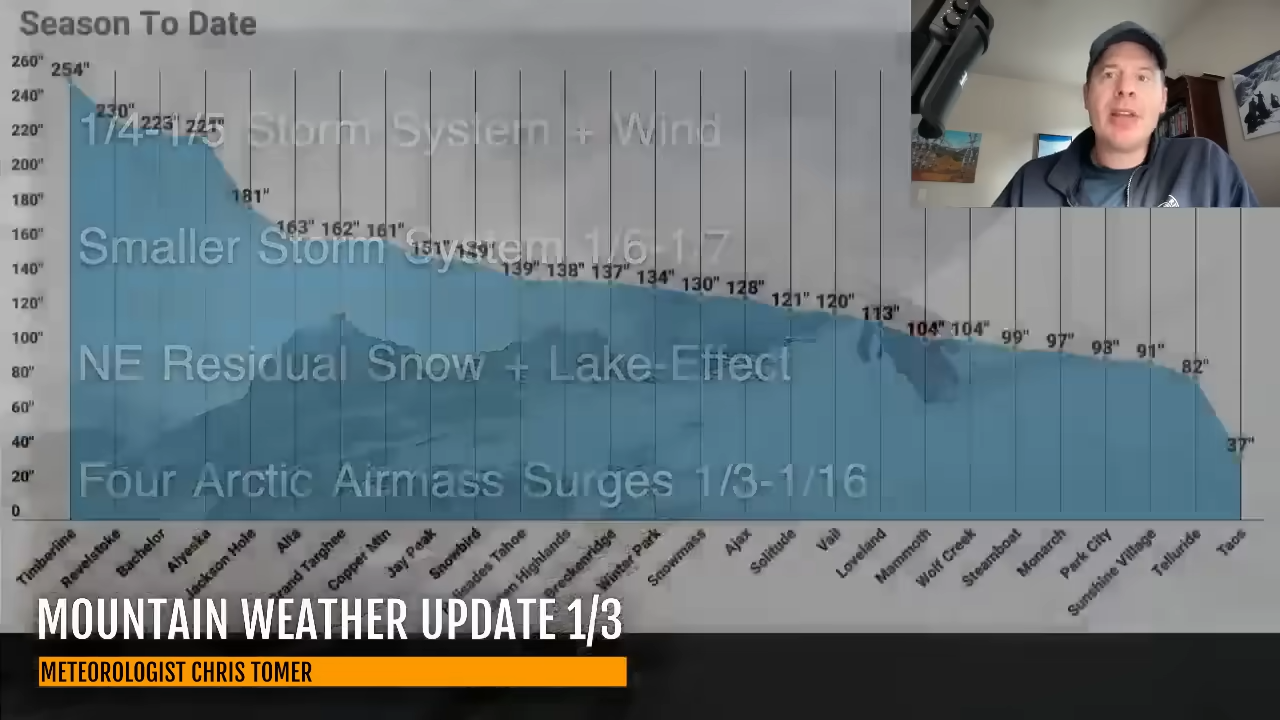 Season To Date
260"
240"
220"
200"
180"
160"
140"
120"
100"
80"
60"
40"
20"
0
254"
230"
223"
181"
163"
162"
161"
151"
139"
138"
137"
134"
130"
128"
121"
120"
113"
104"
104"
99"
97"
91"
82"
37"
1/4-1/5 Storm System + Wind
Smaller Storm System 1/6-1/7
NE Residual Snow + Lake-Effect
Four Arctic Airmass Surges 1/3-1/16
Timberline
Revelstoke
Bachelor
Alyeska
Jackson Hole
Alta
Grand Targhee
Copper Mtn
Jay Peak
Snowbird
Tahoe
Highlands
Breckenridge
Winter Park
Snowmass
Ajax
Solitude
Vail
Loveland
Mammoth
Wolf Creek
Steamboat
Monarch
Park City
Sunshine Village
Telluride
Taos
MOUNTAIN WEATHER UPDATE 1/3
METEOROLOGIST CHRIS TOMER